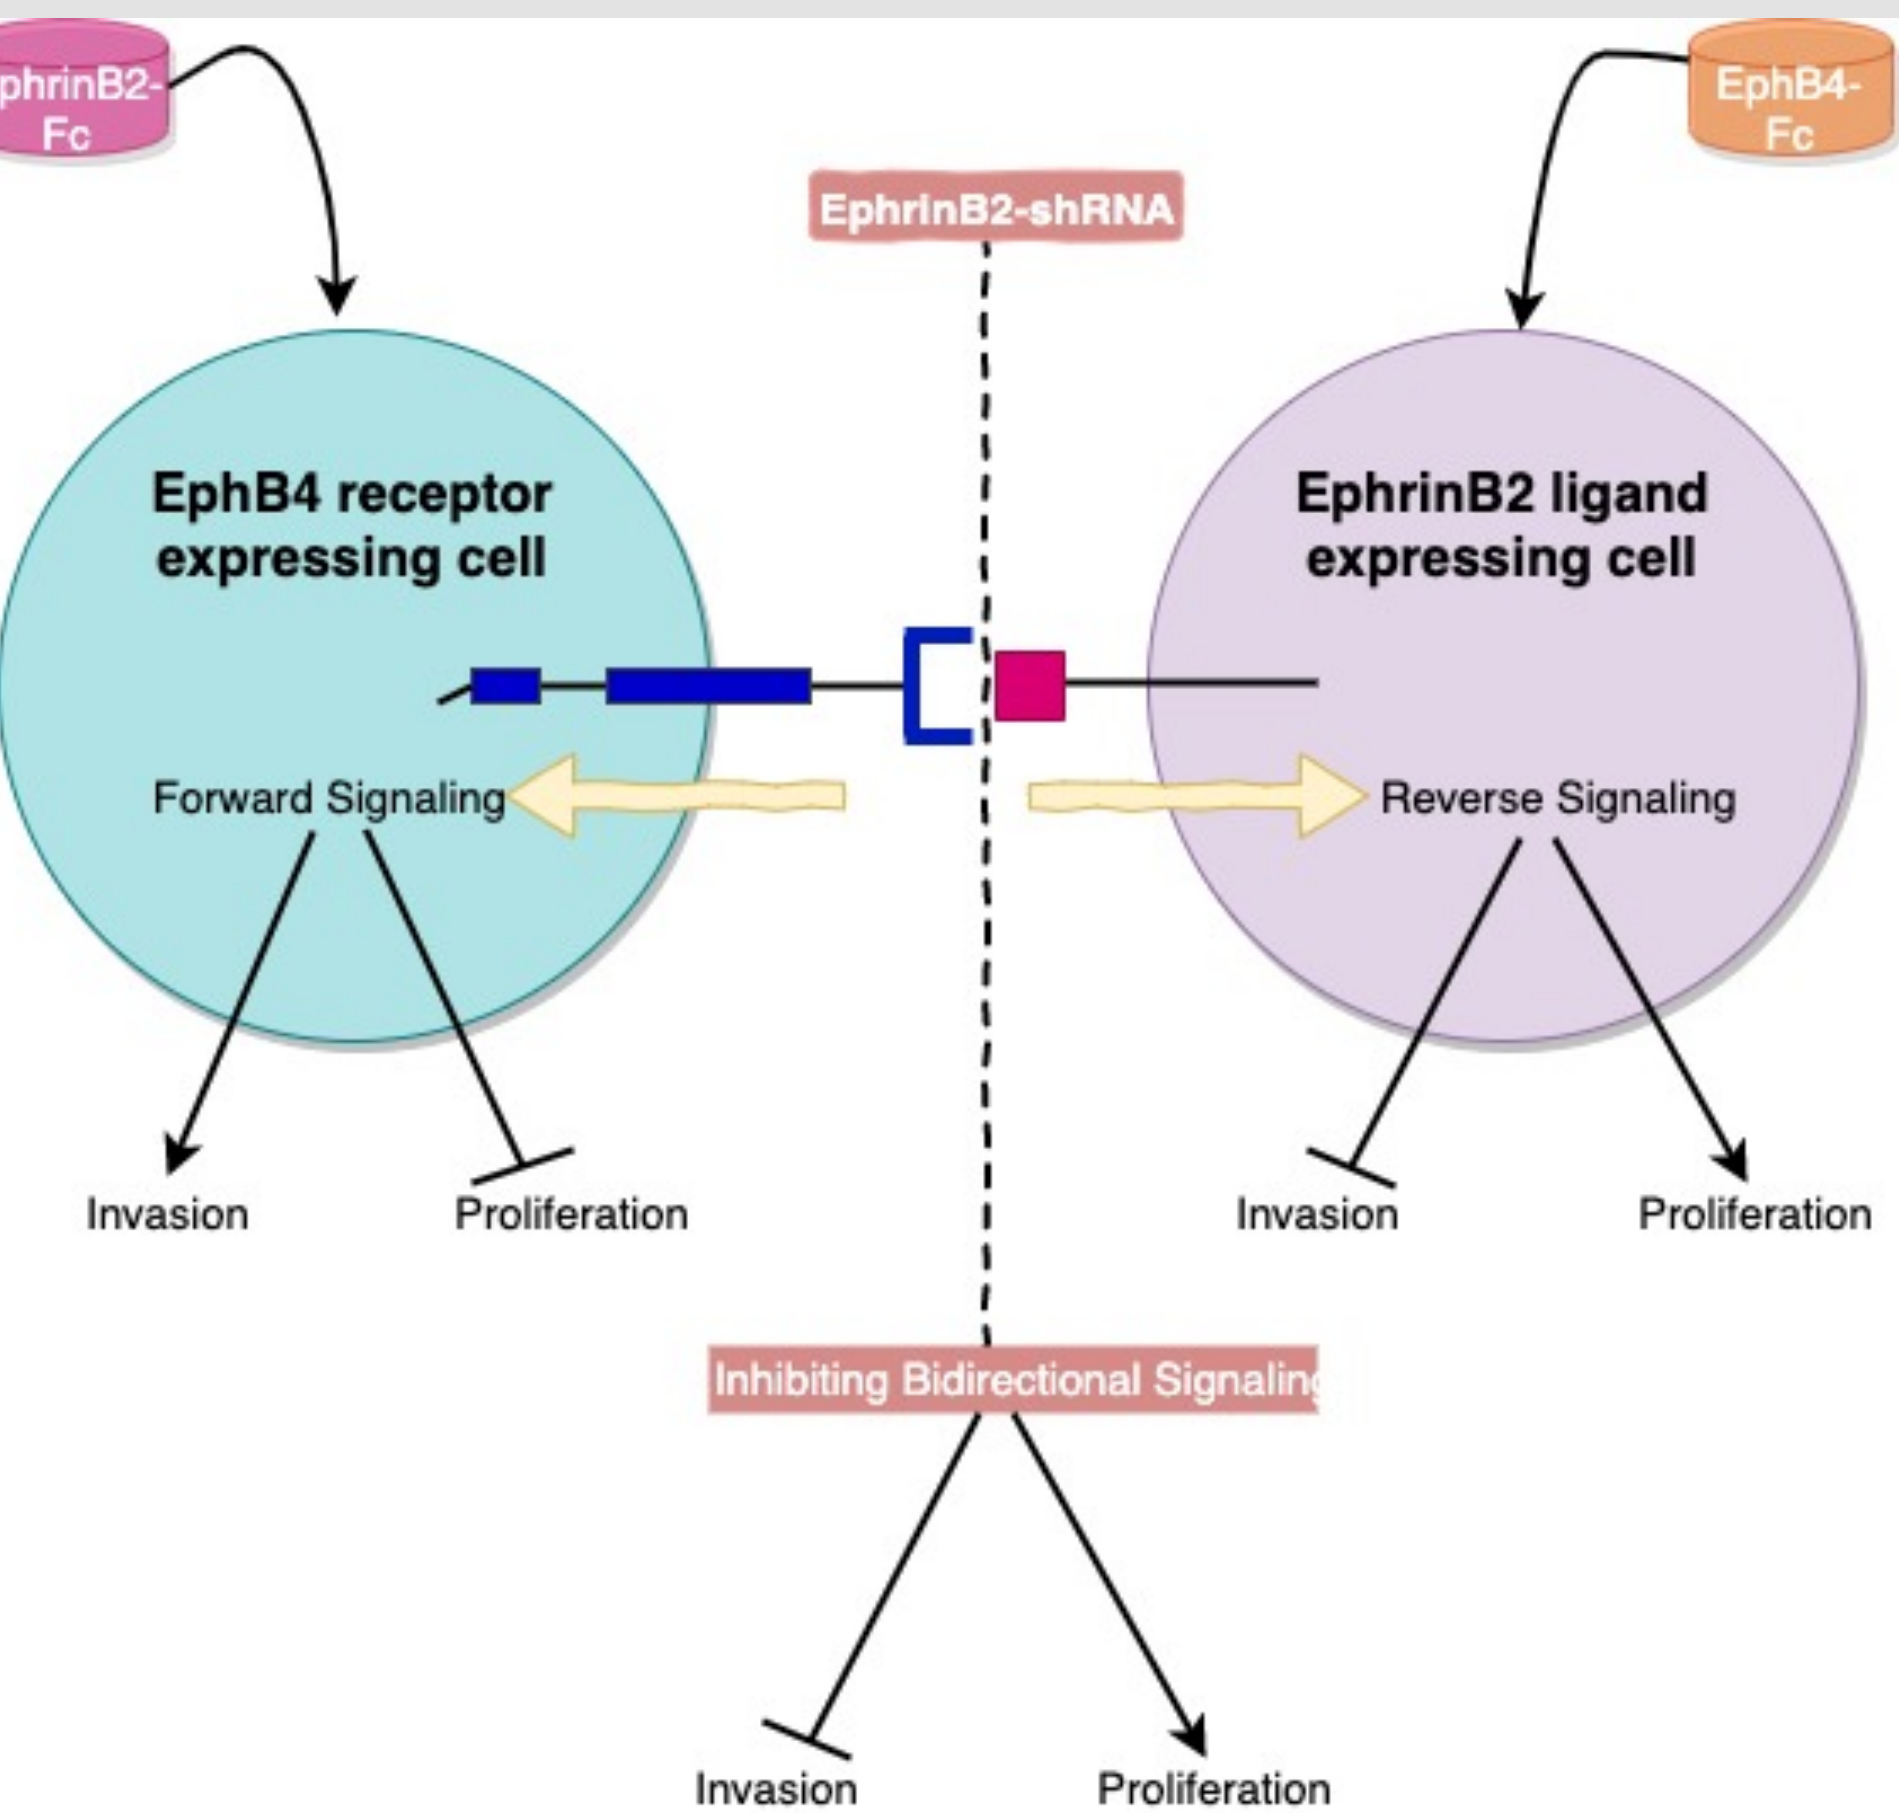 phrinB2-
Fc
EphB4-
Fc
EphrinB2-shRNA
EphB4 receptor
expressing cell
EphrinB2 ligand
expressing cell
Forward Signaling
Reverse Signaling
Invasion
Proliferation
Invasion
Proliferation
Inhibiting Bidirectional Signaling
Invasion
Proliferation